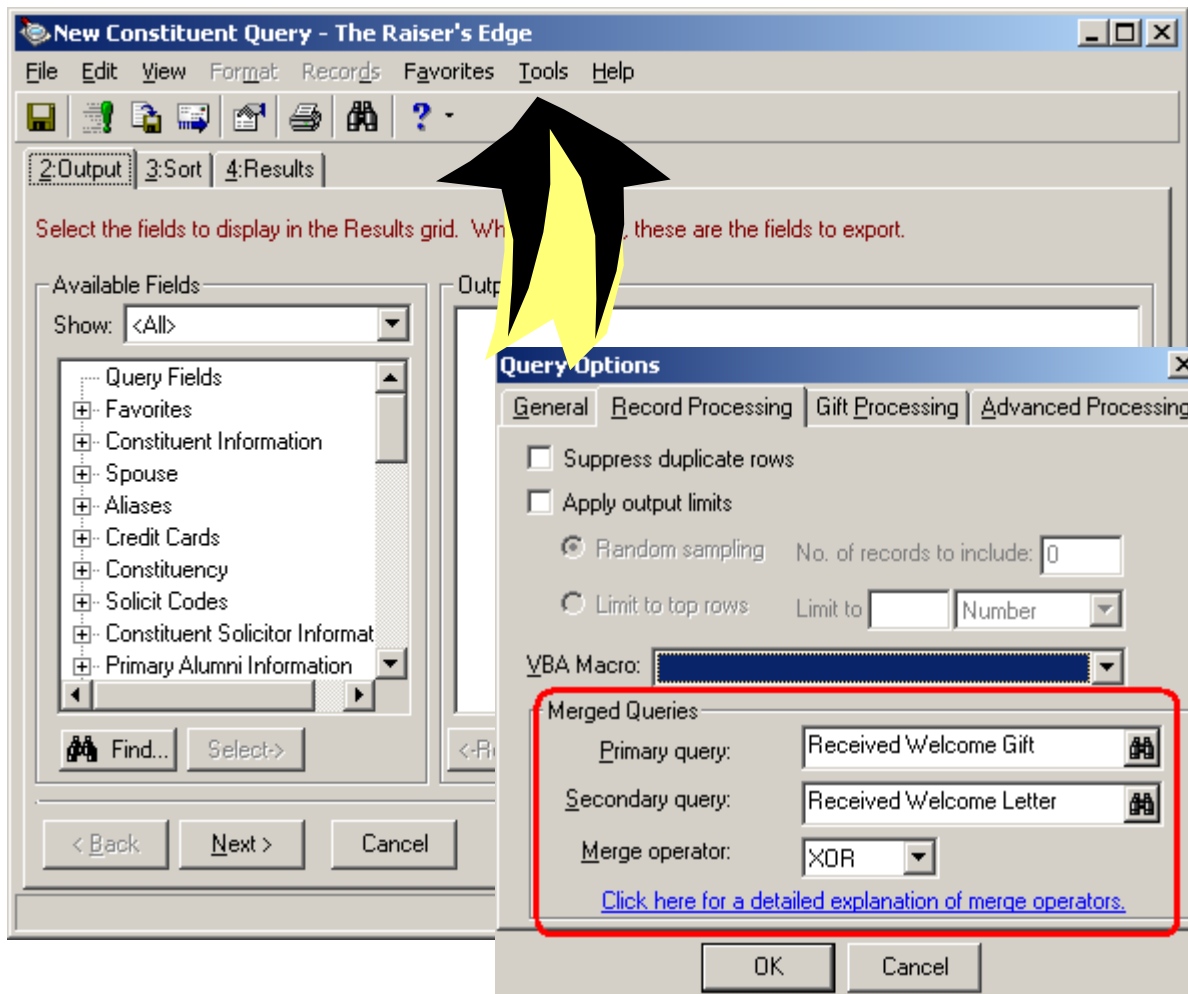 New Constituent Query - The Raiser's Edge
File Edit View Format Records Favorites Tools Help
2:Output 3:Sort 4:Results
Select the fields to display in the Results grid. Wh , these are the fields to export.
Available Fields
Show: <All>
Query Fields
Favorites
Constituent Information
Spouse
Aliases
Credit Cards
Constituency
Solicit Codes
Constituent Solicitor Informat
Primary Alumni Information
Find... Select->
< Back Next > Cancel
Outp
<-R
Query Options
General Record Processing Gift Processing Advanced Processing
Suppress duplicate rows
Apply output limits
Random sampling No. of records to include: 0
Limit to top rows Limit to Number
VBA Macro:
Merged Queries
Primary query: Received Welcome Gift
Secondary query: Received Welcome Letter
Merge operator: XOR
Click here for a detailed explanation of merge operators.
OK Cancel